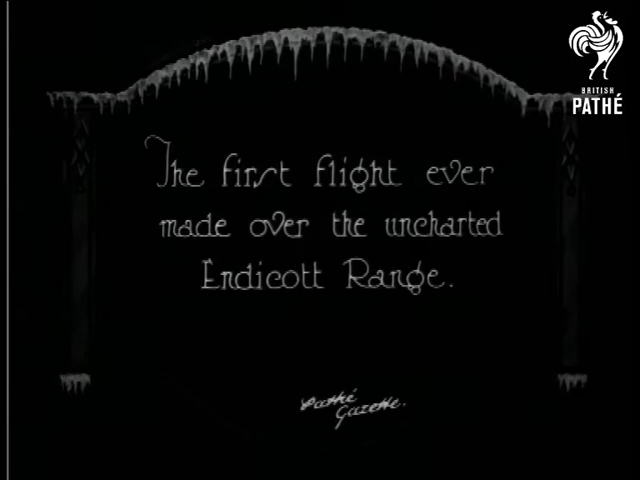 BRITISH
PATHÉ
The first flight ever
made over the uncharted
Endicott Range.
Pathé
Gazette.